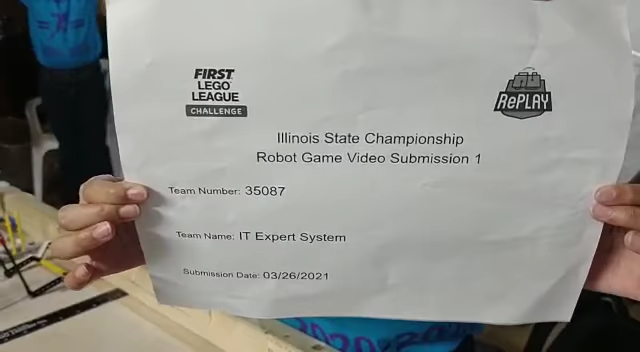 FIRST
LEGO
LEAGUE
CHALLENGE
RePLAY
Illinois State Championship
Robot Game Video Submission 1
Team Number: 35087
Team Name: IT Expert System
Submission Date: 03/26/2021